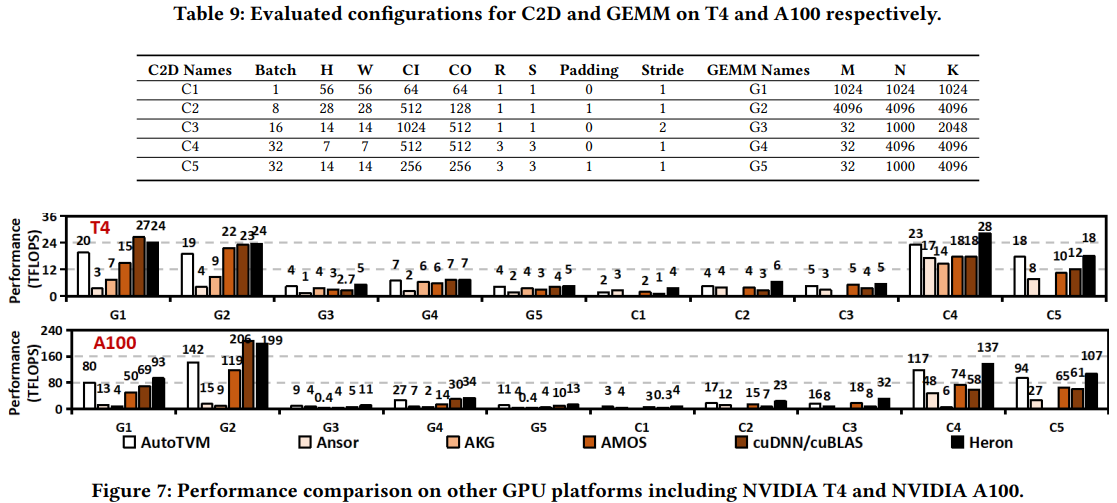 Table 9: Evaluated configurations for C2D and GEMM on T4 and A100 respectively.
C2D Names Batch H W CI CO R S Padding Stride GEMM Names M N K
C1 1 56 56 64 64 1 1 0 1 G1 1024 1024 1024
C2 8 28 28 512 128 1 1 1 1 G2 4096 4096 4096
C3 16 14 14 1024 512 1 1 0 2 G3 32 1000 2048
C4 32 7 7 512 512 3 3 0 1 G4 32 4096 4096
C5 32 14 14 256 256 3 3 1 1 G5 32 1000 4096
Performance
(TFLOPS)
36
24
12
0
T4
20 3 7 15 27 24
19 4 9 22 23 24
4 1 4 3 2.7 5
7 2 6 6 7 7
4 2 4 3 4 5
2 3 2 1 4
4 4 4 3 6
5 3 5 4 5
23 17 14 18 18 28
18 8 10 12 18
G1 G2 G3 G4 G5 C1 C2 C3 C4 C5
Performance
(TFLOPS)
240
160
80
0
A100
80 13 4 50 69 93
142 15 9 119 206 199
9 4 0.4 4 5 11
27 7 2 14 30 34
11 4 0.4 4 10 13
3 4 3 0.3 4
17 12 15 7 23
16 8 18 8 32
117 48 6 74 58 137
94 27 65 61 107
G1 G2 G3 G4 G5 C1 C2 C3 C4 C5
AutoTVM Ansor AKG AMOS cuDNN/cuBLAS Heron
Figure 7: Performance comparison on other GPU platforms including NVIDIA T4 and NVIDIA A100.